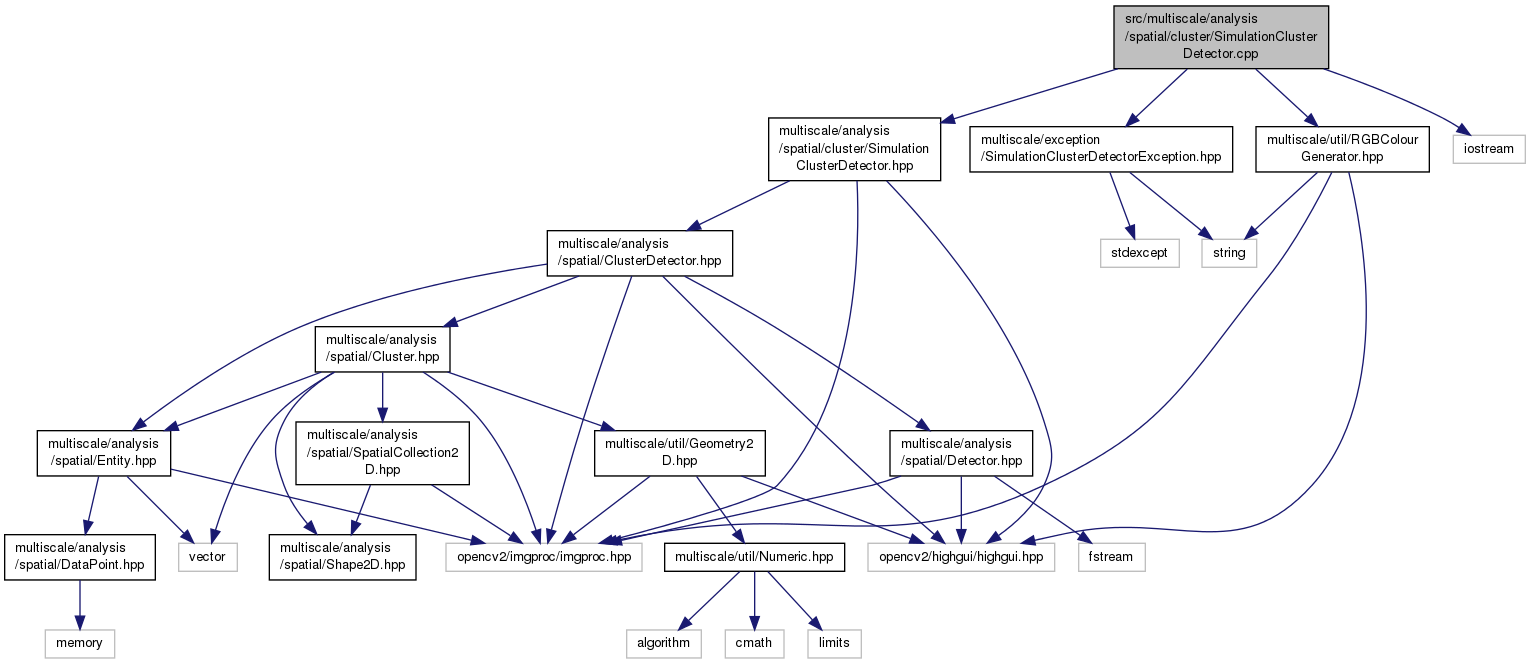 src/multiscale/analysis
/spatial/cluster/SimulationCluster
Detector.cpp
multiscale/analysis
/spatial/cluster/Simulation
ClusterDetector.hpp
multiscale/exception
/SimulationClusterDetectorException.hpp
multiscale/util/RGBColour
Generator.hpp
iostream
multiscale/analysis
/spatial/ClusterDetector.hpp
stdexcept
string
multiscale/analysis
/spatial/Cluster.hpp
multiscale/analysis
/spatial/Entity.hpp
multiscale/analysis
/spatial/SpatialCollection2
D.hpp
multiscale/util/Geometry2
D.hpp
multiscale/analysis
/spatial/Detector.hpp
multiscale/analysis
/spatial/DataPoint.hpp
vector
multiscale/analysis
/spatial/Shape2D.hpp
opencv2/imgproc/imgproc.hpp
multiscale/util/Numeric.hpp
opencv2/highgui/highgui.hpp
fstream
memory
algorithm
cmath
limits